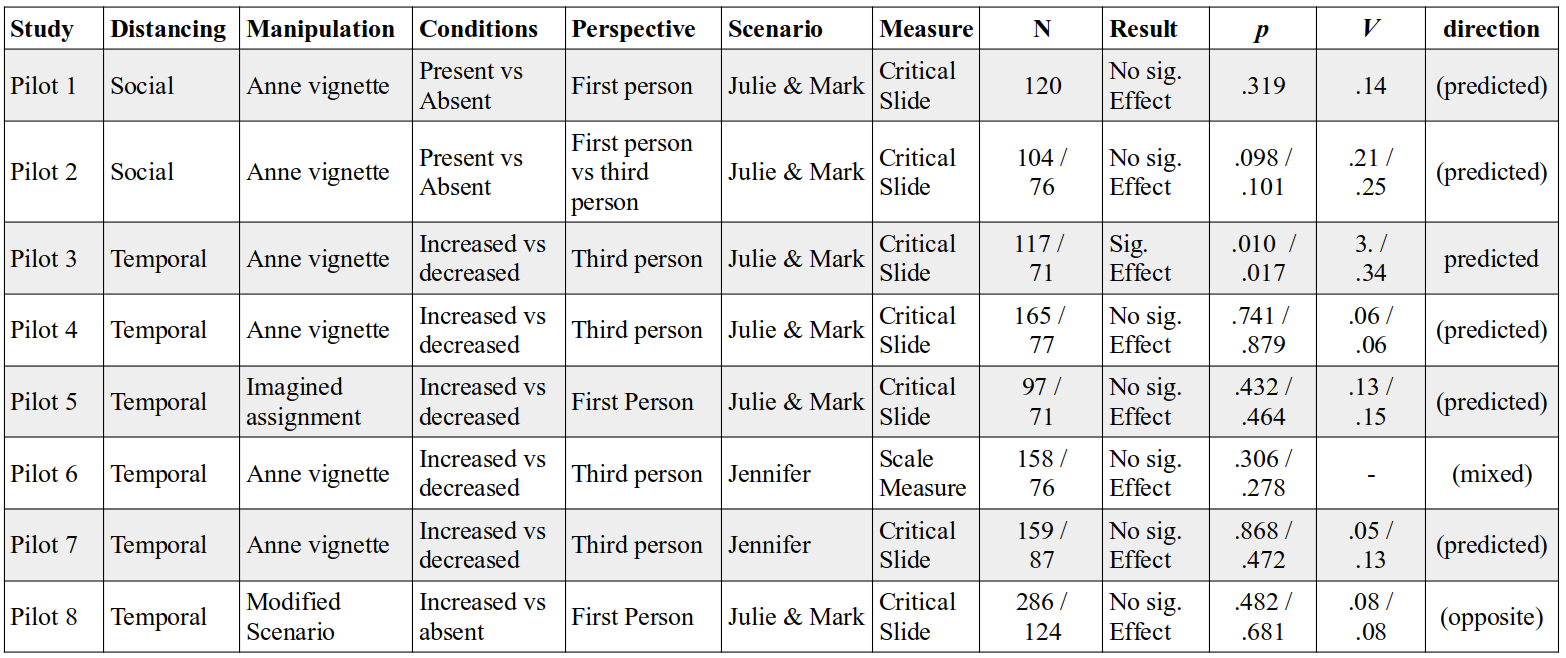 Study Distancing Manipulation Conditions Perspective Scenario Measure N Result p V direction
Pilot 1 Social Anne vignette Present vs Absent First person Julie & Mark Critical Slide 120 No sig. Effect .319 .14 (predicted)
Pilot 2 Social Anne vignette Present vs Absent First person vs third person Julie & Mark Critical Slide 104 / 76 No sig. Effect .098 / .101 .21 / .25 (predicted)
Pilot 3 Temporal Anne vignette Increased vs decreased Third person Julie & Mark Critical Slide 117 / 71 Sig. Effect .010 / .017 3. / .34 predicted
Pilot 4 Temporal Anne vignette Increased vs decreased Third person Julie & Mark Critical Slide 165 / 77 No sig. Effect .741 / .879 .06 / .06 (predicted)
Pilot 5 Temporal Imagined assignment Increased vs decreased First Person Julie & Mark Critical Slide 97 / 71 No sig. Effect .432 / .464 .13 / .15 (predicted)
Pilot 6 Temporal Anne vignette Increased vs decreased Third person Jennifer Scale Measure 158 / 76 No sig. Effect .306 / .278 - (mixed)
Pilot 7 Temporal Anne vignette Increased vs decreased Third person Jennifer Critical Slide 159 / 87 No sig. Effect .868 / .472 .05 / .13 (predicted)
Pilot 8 Temporal Modified Scenario Increased vs absent First Person Julie & Mark Critical Slide 286 / 124 No sig. Effect .482 / .681 .08 / .08 (opposite)